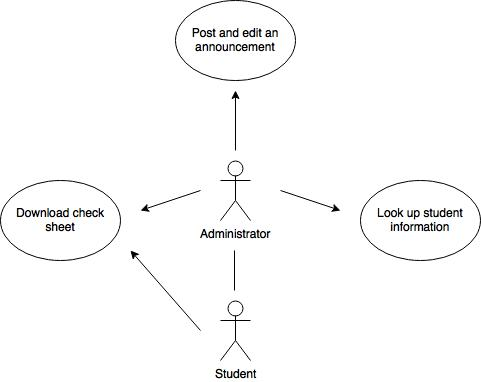 Post and edit an
announcement
Download check
sheet
Look up student
information
Administrator
Student